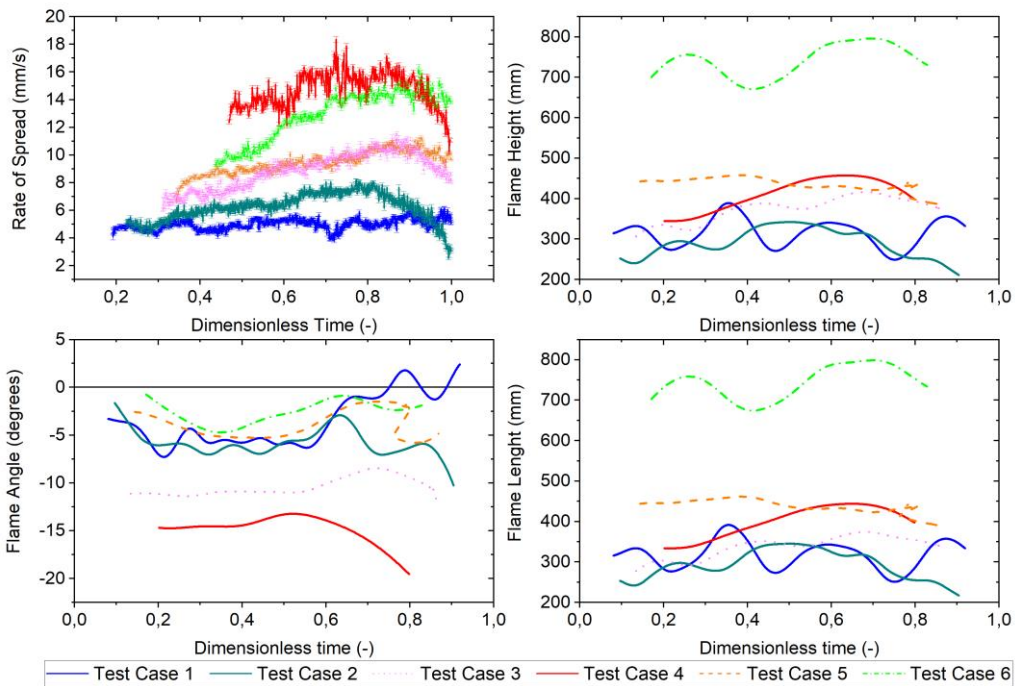 20
18
16
14
12
10
8
6
4
2
Rate of Spread (mm/s)
0,2 0,4 0,6 0,8 1,0
Dimensionless Time (-)
800
700
500
450
400
350
300
200
Flame Height (mm)
0,0 0,2 0,4 0,6 0,8 1,0
Dimensionless time (-)
5
0
-5
-10
-15
-20
Flame Angle (degrees)
0,0 0,2 0,4 0,6 0,8 1,0
Dimensionless time (-)
800
700
500
400
300
200
Flame Lenght (mm)
0,0 0,2 0,4 0,6 0,8 1,0
Dimensionless time (-)
Test Case 1 Test Case 2 Test Case 3 Test Case 4 Test Case 5 Test Case 6